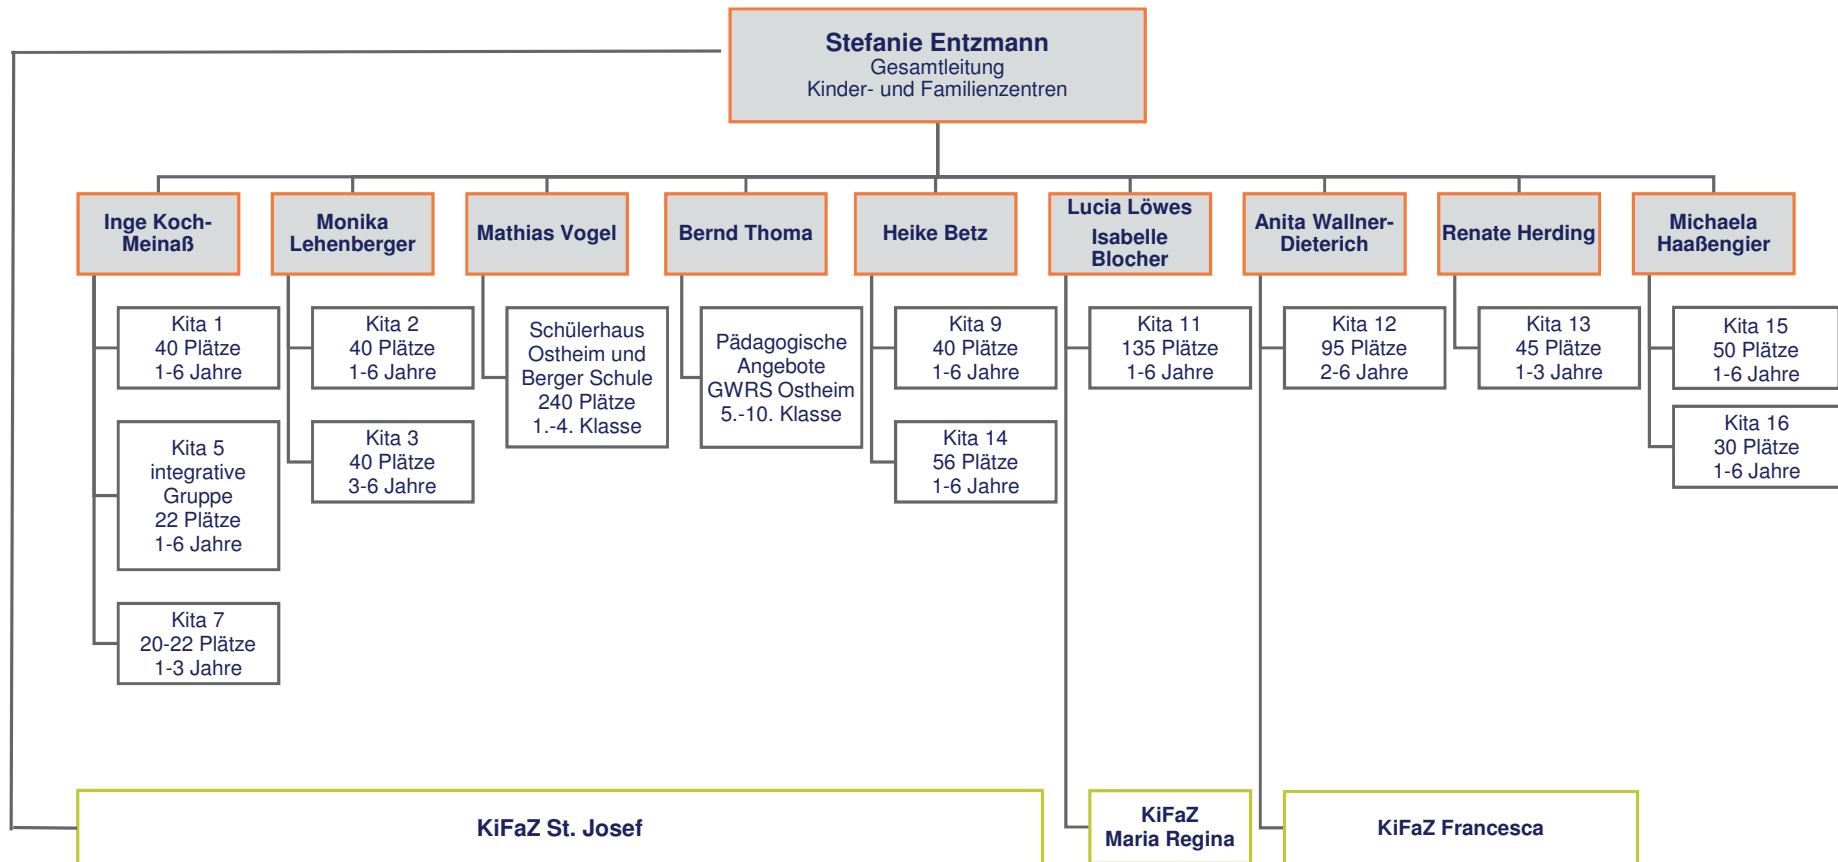 Stefanie Entzmann
Gesamtleitung
Kinder- und Familienzentren
Inge Koch-
Meinaß
Monika
Lehenberger
Mathias Vogel
Bernd Thoma
Heike Betz
Lucia Löwes
Isabelle
Blocher
Anita Wallner-
Dieterich
Renate Herding
Michaela
Haaßengier
Kita 1
40 Plätze
1-6 Jahre
Kita 5
integrative
Gruppe
22 Plätze
1-6 Jahre
Kita 7
20-22 Plätze
1-3 Jahre
Kita 2
40 Plätze
1-6 Jahre
Kita 3
40 Plätze
3-6 Jahre
Schülerhaus
Ostheim und
Berger Schule
240 Plätze
1.-4. Klasse
Pädagogische
Angebote
GWRS Ostheim
5.-10. Klasse
Kita 9
40 Plätze
1-6 Jahre
Kita 14
56 Plätze
1-6 Jahre
Kita 11
135 Plätze
1-6 Jahre
Kita 12
95 Plätze
2-6 Jahre
Kita 13
45 Plätze
1-3 Jahre
Kita 15
50 Plätze
1-6 Jahre
Kita 16
30 Plätze
1-6 Jahre
KiFaZ St. Josef
KiFaZ
Maria Regina
KiFaZ Francesca